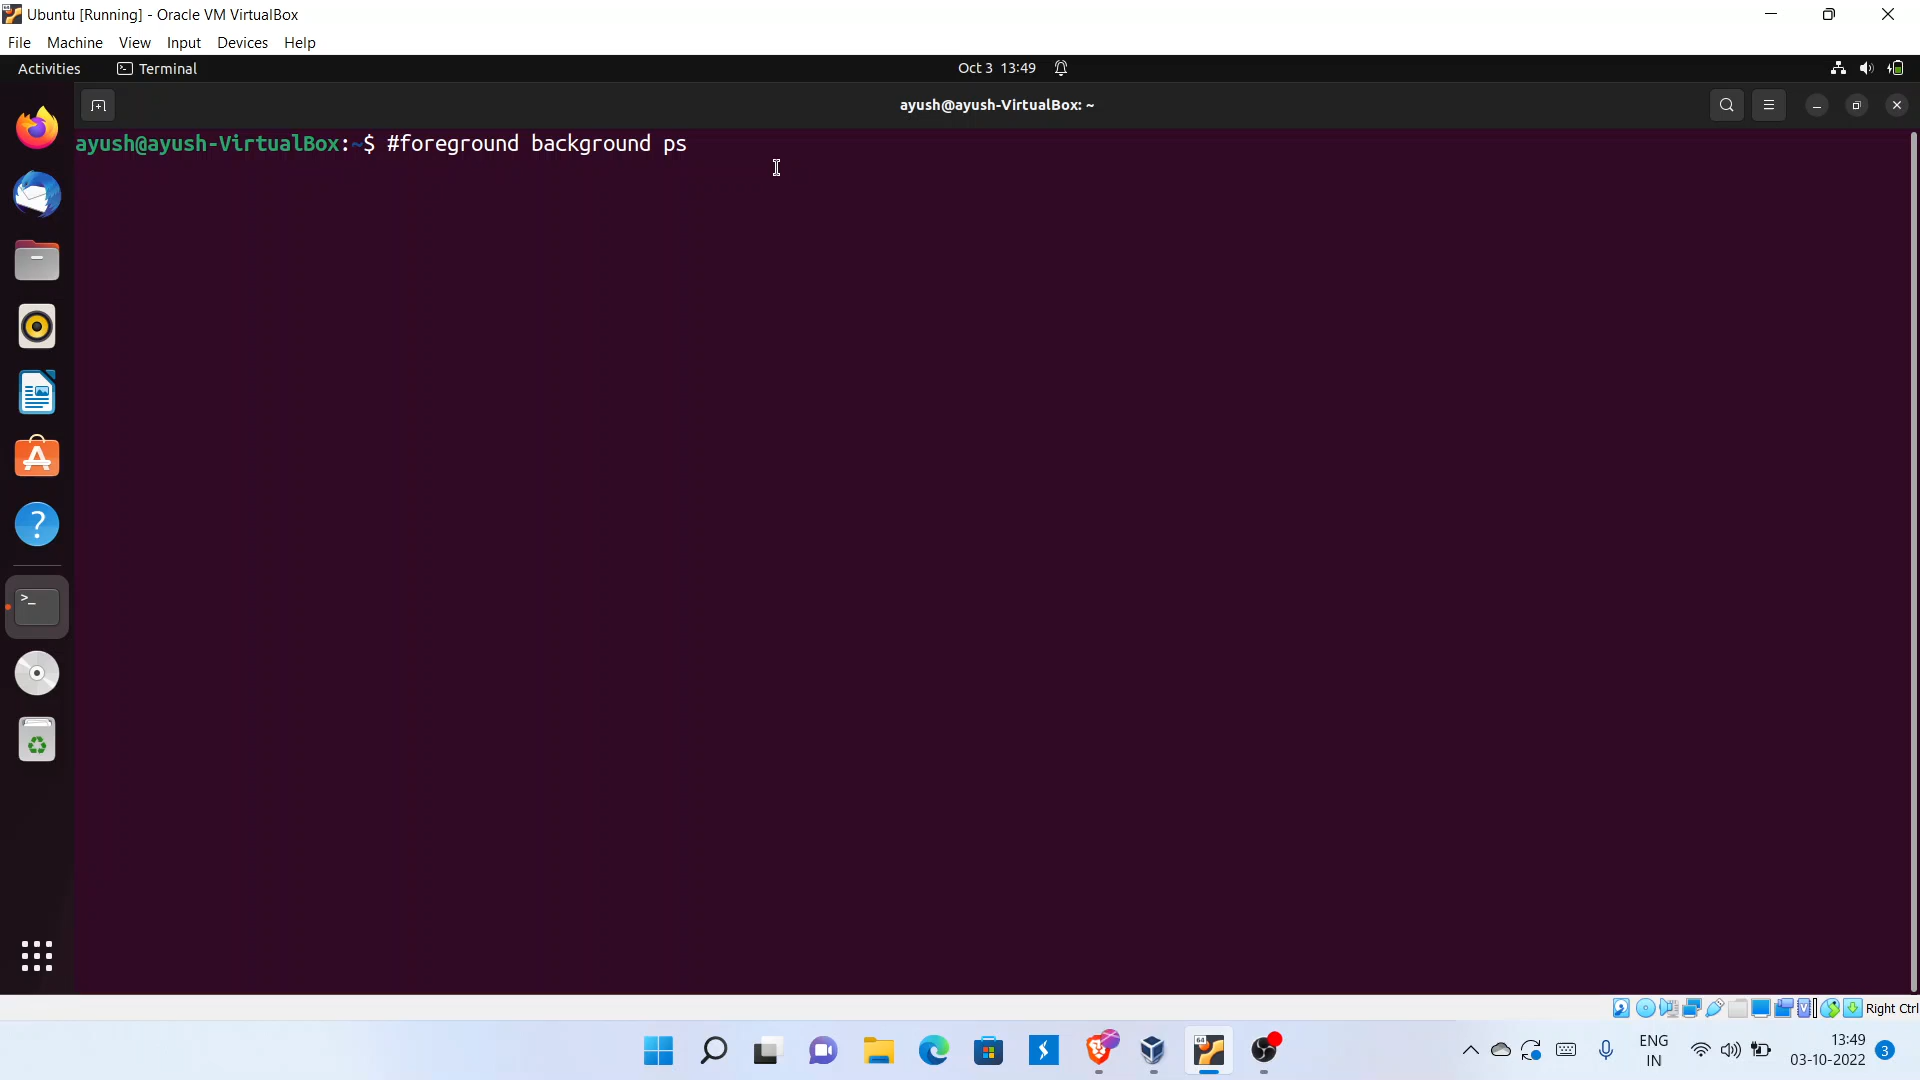 Ubuntu [Running] - Oracle VM VirtualBox
File Machine View Input Devices Help
Activities Terminal Oct 3 13:49
ayush@ayush-VirtualBox: ~
ayush@ayush-VirtualBox:~$ #foreground background ps
Right Ctrl
ENG
IN
13:49
03-10-2022
3